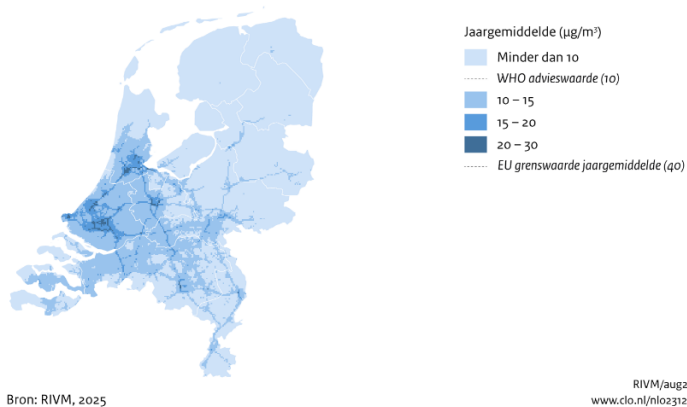 Jaargemiddelde (µg/m³)
Minder dan 10
WHO advieswaarde (10)
10 – 15
15 – 20
20 – 30
EU grenswaarde jaargemiddelde (40)
Bron: RIVM, 2025
RIVM/aug2
www.clo.nl/nl02312